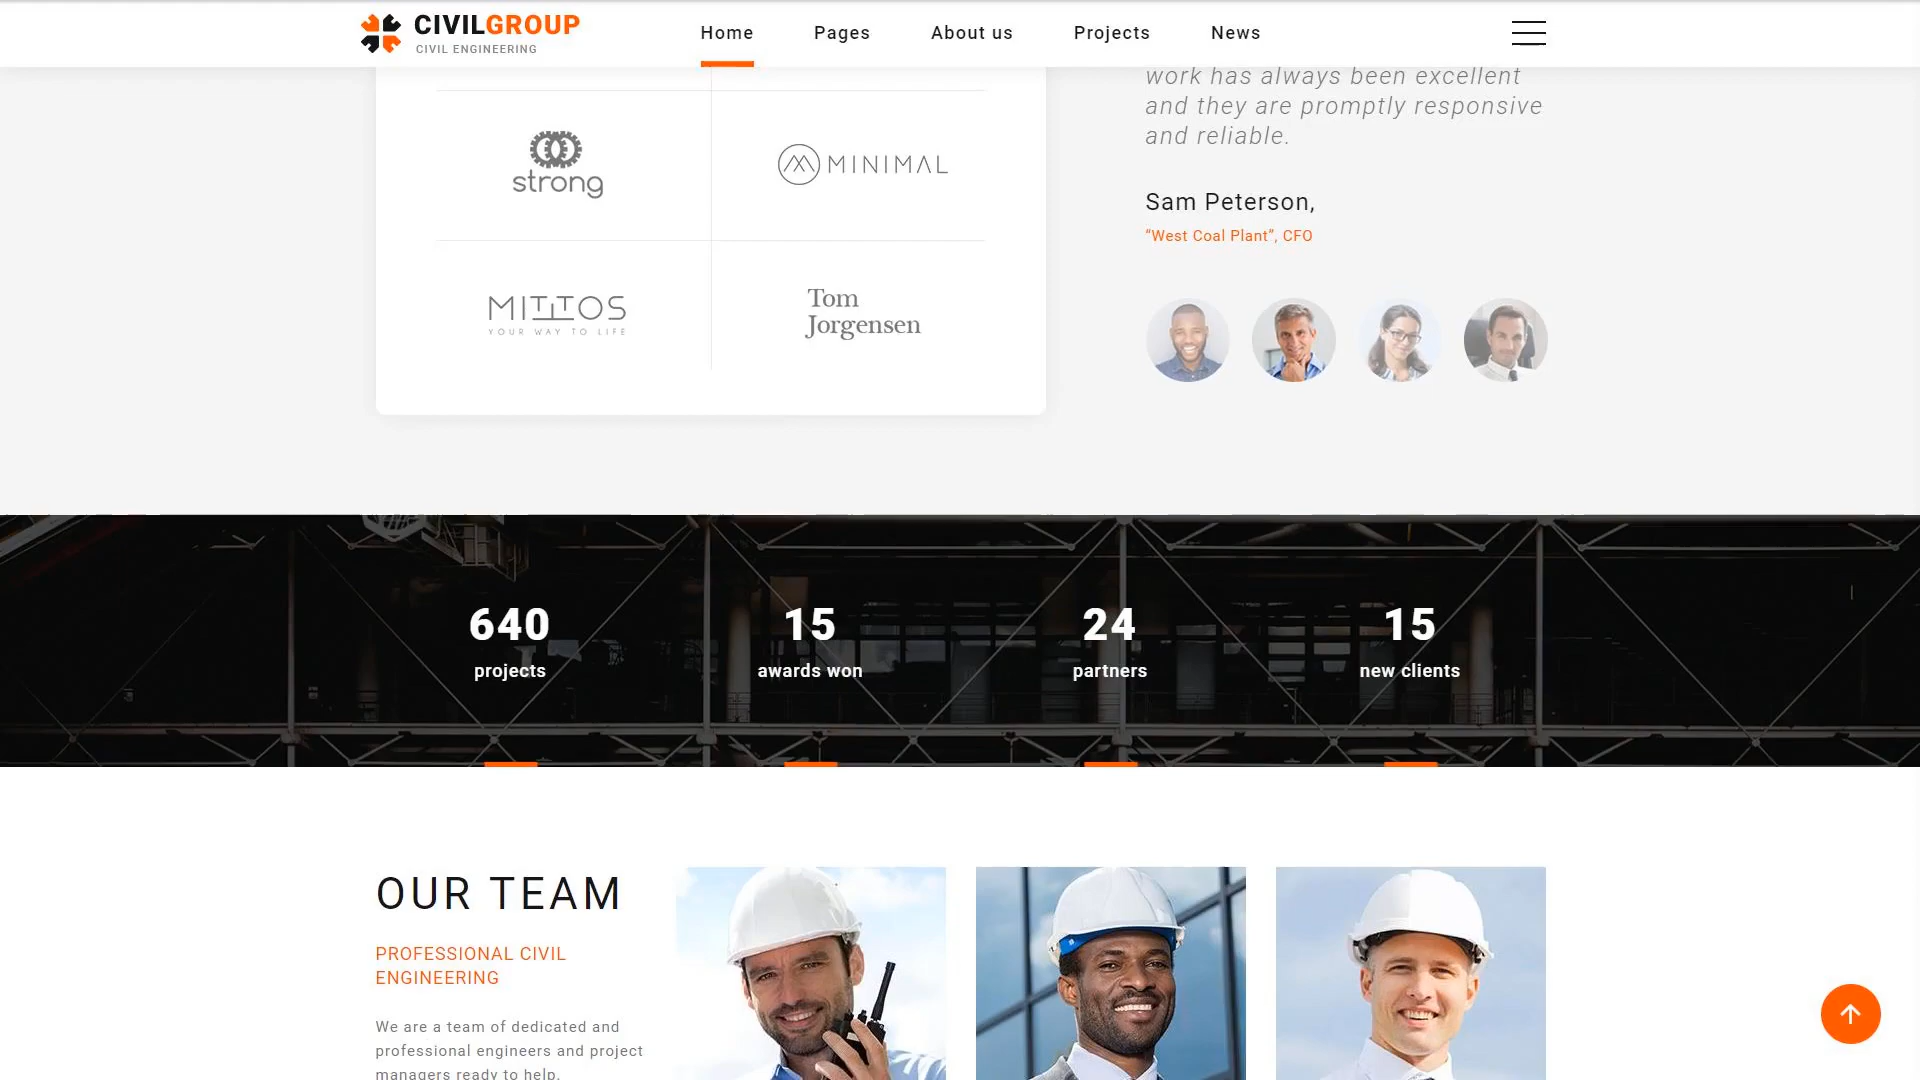 CIVILGROUP
CIVIL ENGINEERING
Home
Pages
About us
Projects
News
work has always been excellent
and they are promptly responsive
and reliable.
strong
MINIMAL
Sam Peterson,
“West Coal Plant”, CFO
MITTOS
YOUR WAY TO LIFE
Tom
Jorgensen
640
projects
15
awards won
24
partners
15
new clients
OUR TEAM
PROFESSIONAL CIVIL
ENGINEERING
We are a team of dedicated and
professional engineers and project
managers ready to help.